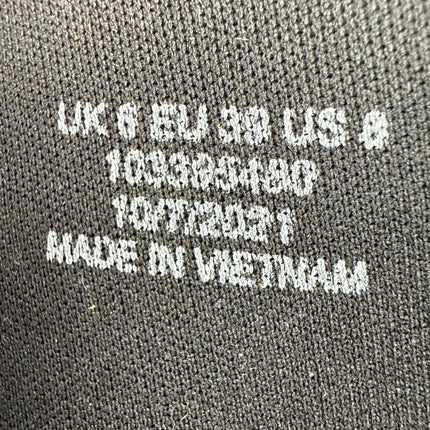 UK 6 EU 39 US 8
103395480
10/7/2021
MADE IN VIETNAM